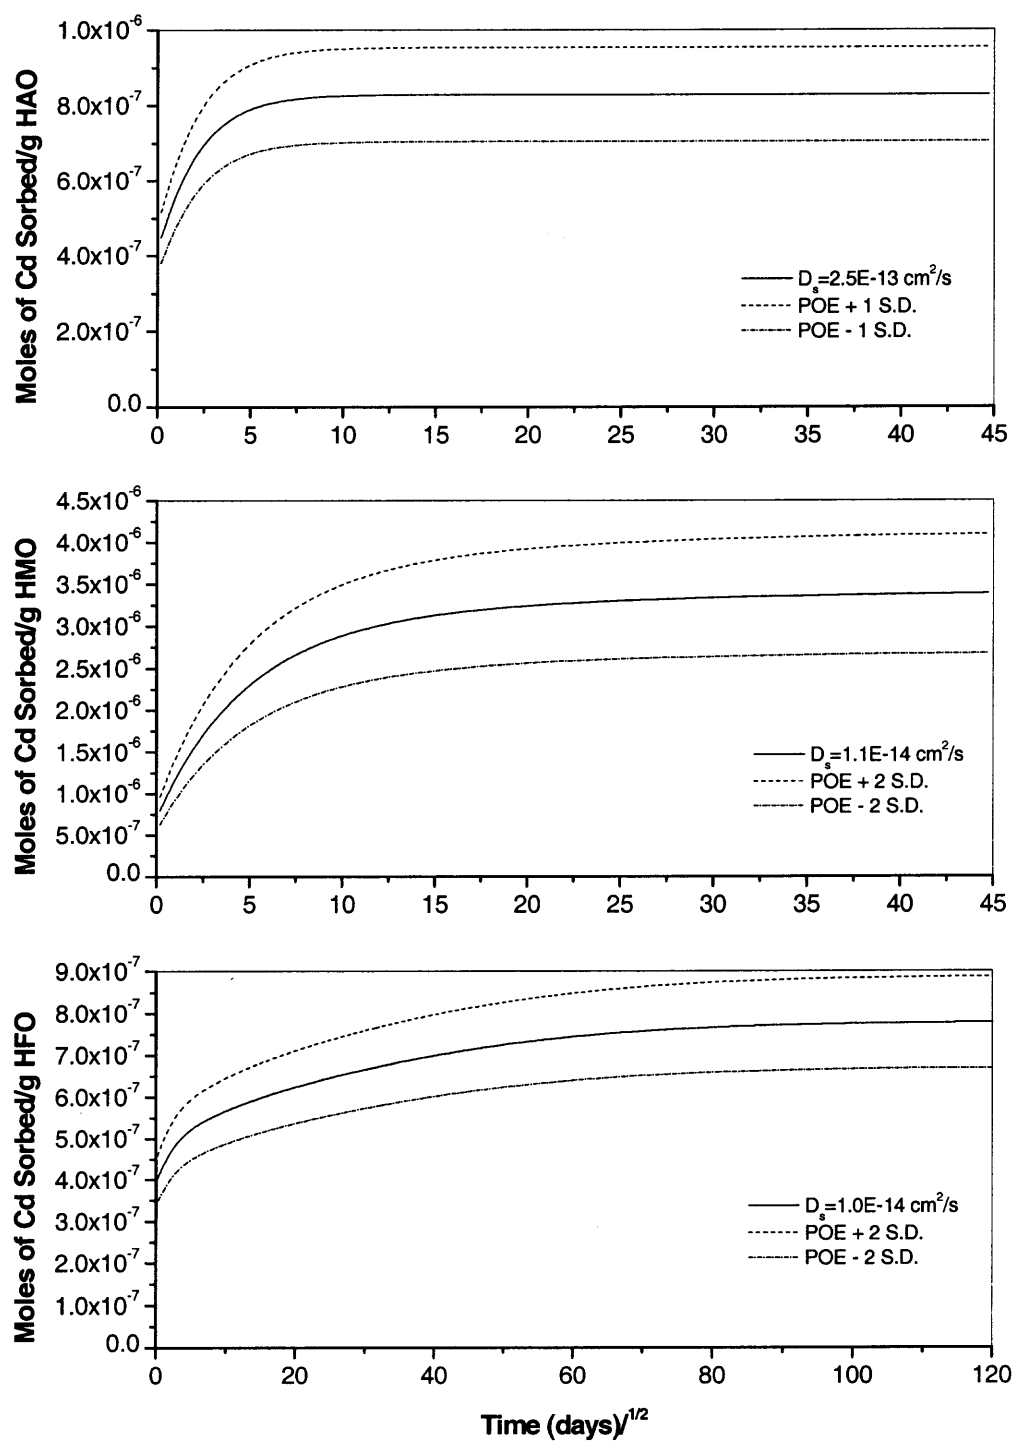 1.0x10^-6
8.0x10^-7
6.0x10^-7
4.0x10^-7
2.0x10^-7
0.0
Moles of Cd Sorbed/g HAO
D_s=2.5E-13 cm^2/s
POE + 1 S.D.
POE - 1 S.D.
0 5 10 15 20 25 30 35 40 45
4.5x10^-6
4.0x10^-6
3.5x10^-6
3.0x10^-6
2.5x10^-6
2.0x10^-6
1.5x10^-6
1.0x10^-6
5.0x10^-7
0.0
Moles of Cd Sorbed/g HMO
D_s=1.1E-14 cm^2/s
POE + 2 S.D.
POE - 2 S.D.
0 5 10 15 20 25 30 35 40 45
9.0x10^-7
8.0x10^-7
7.0x10^-7
6.0x10^-7
5.0x10^-7
4.0x10^-7
3.0x10^-7
2.0x10^-7
1.0x10^-7
0.0
Moles of Cd Sorbed/g HFO
D_s=1.0E-14 cm^2/s
POE + 2 S.D.
POE - 2 S.D.
0 20 40 60 80 100 120
Time (days)/^1/2